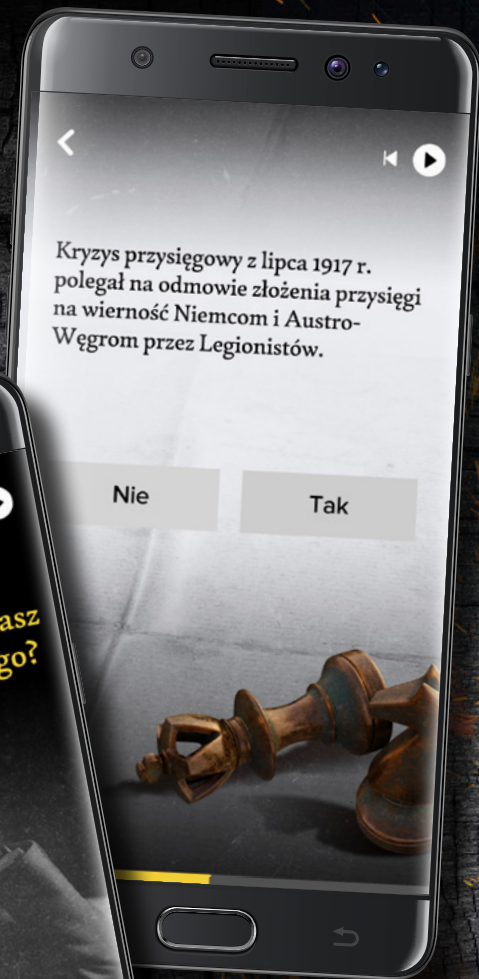 Kryzys przysięgowy z lipca 1917 r.
polegał na odmowie złożenia przysięgi
na wierność Niemcom i Austro-
Węgrom przez Legionistów.
Nie
Tak
asz
go?